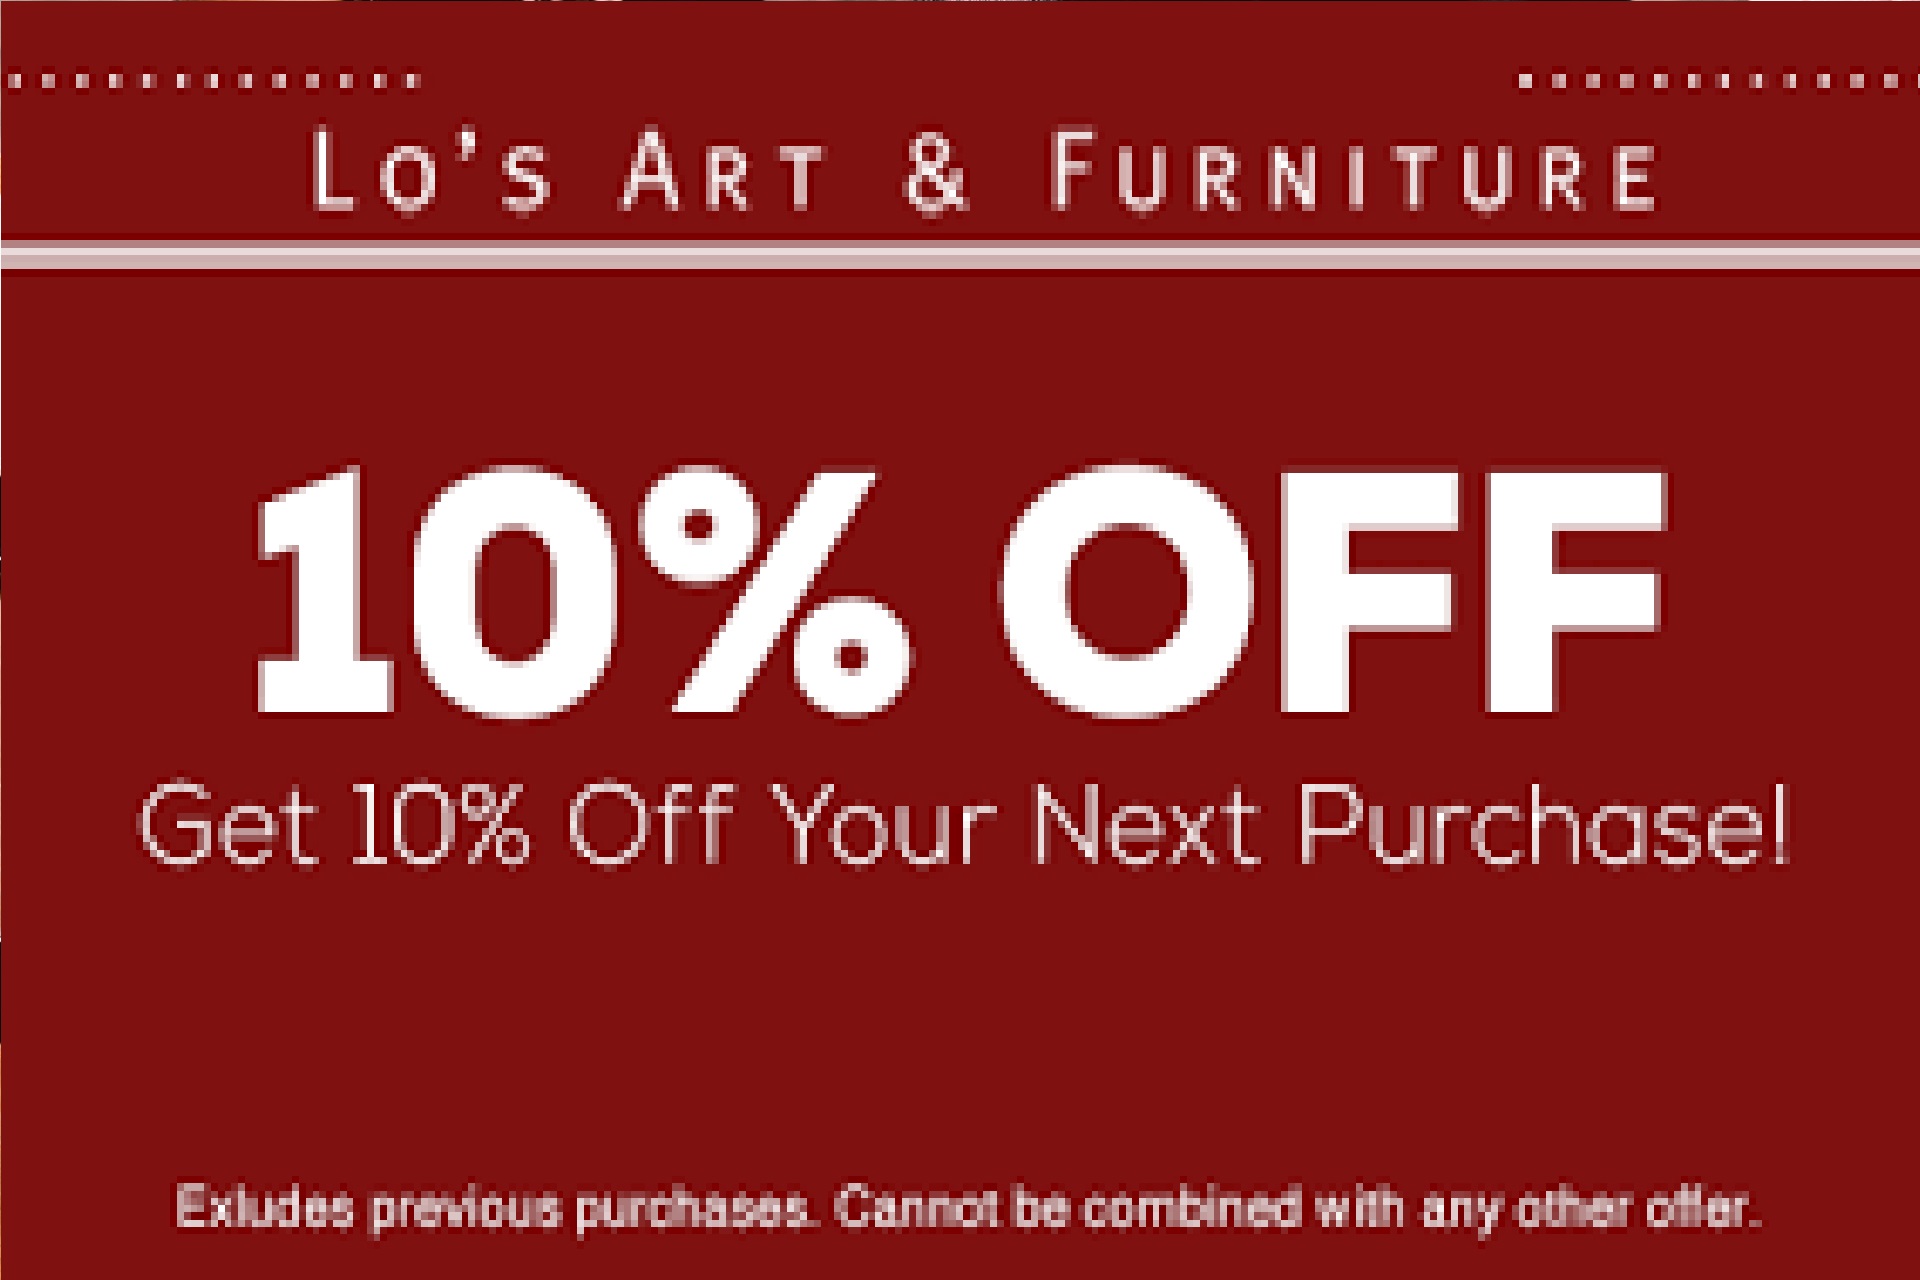 Lo's Art & Furniture
10% OFF
Get 10% Off Your Next Purchase!
Exludes previous purchases. Cannot be combined with any other offer.